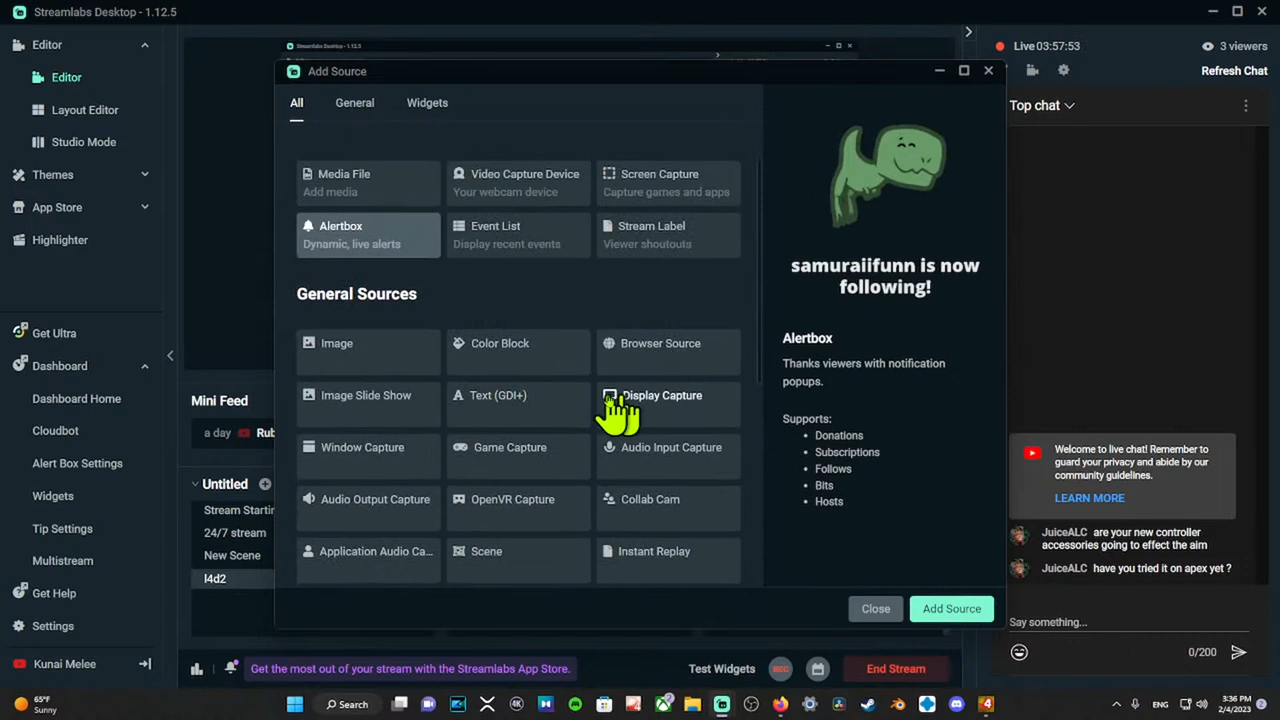 Streamlabs Desktop - 1.12.5
Editor
Editor
Layout Editor
Studio Mode
Themes
App Store
Highlighter
Get Ultra
Dashboard
Dashboard Home
Cloudbot
Alert Box Settings
Widgets
Tip Settings
Multistream
Get Help
Settings
Kunai Melee
Streamlabs Desktop - 1.12.5
Mini Feed
a day
Untitled
24/7 stream
New Scene
l4d2
Add Source
All
General
Widgets
Media File
Add media
Video Capture Device
Your webcam device
Screen Capture
Capture games and apps
Alertbox
Dynamic, live alerts
Event List
Display recent events
Stream Label
Viewer shoutouts
General Sources
Image
Color Block
Browser Source
Image Slide Show
Text (GDI+)
Display Capture
Window Capture
Game Capture
Audio Input Capture
Audio Output Capture
OpenVR Capture
Collab Cam
Application Audio Ca...
Scene
Instant Replay
samuraiifunn is now
following!
Alertbox
Thanks viewers with notification
popups.
Supports:
Donations
Subscriptions
Follows
Bits
Hosts
Close
Add Source
Get the most out of your stream with the Streamlabs App Store.
Test Widgets
REC
End Stream
Live 03:57:53
3 viewers
Refresh Chat
Top chat
Welcome to live chat! Remember to
guard your privacy and abide by our
community guidelines.
LEARN MORE
JuiceALC are your new controller
accessories going to effect the aim
JuiceALC have you tried it on apex yet ?
Say something...
0/200
65°F
Sunny
Search
ENG
3:36 PM
2/4/2023